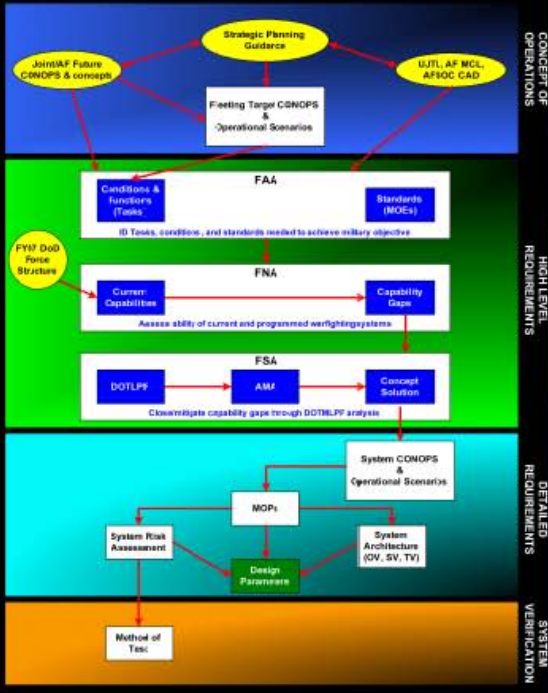 Strategic Planning
Guidance
Joint/AF Future
CONOPS & concepts
UJTL, AF MCL,
AFSOC CAD
Fleeting Target CONOPS
&
Operational Scenarios
CONCEPT OF
OPERATIONS
FAA
Conditions &
Functions
(Tasks)
Standards
(MOEs)
ID Tasks, conditions, and standards needed to achieve military objective
FY07 DoD
Force
Structure
FNA
Current
Capabilities
Capability
Gaps
Assess ability of current and programmed warfighting systems
FSA
DOTLPF
AMA
Concept
Solution
Close/mitigate capability gaps through DOTMLPF analysis
HIGH LEVEL
REQUIREMENTS
System CONOPS
&
Operational Scenarios
MOPs
System Risk
Assessment
System
Architecture
(OV, SV, TV)
Design
Parameters
DETAILED
REQUIREMENTS
Method of
Test
SYSTEM
VERIFICATION